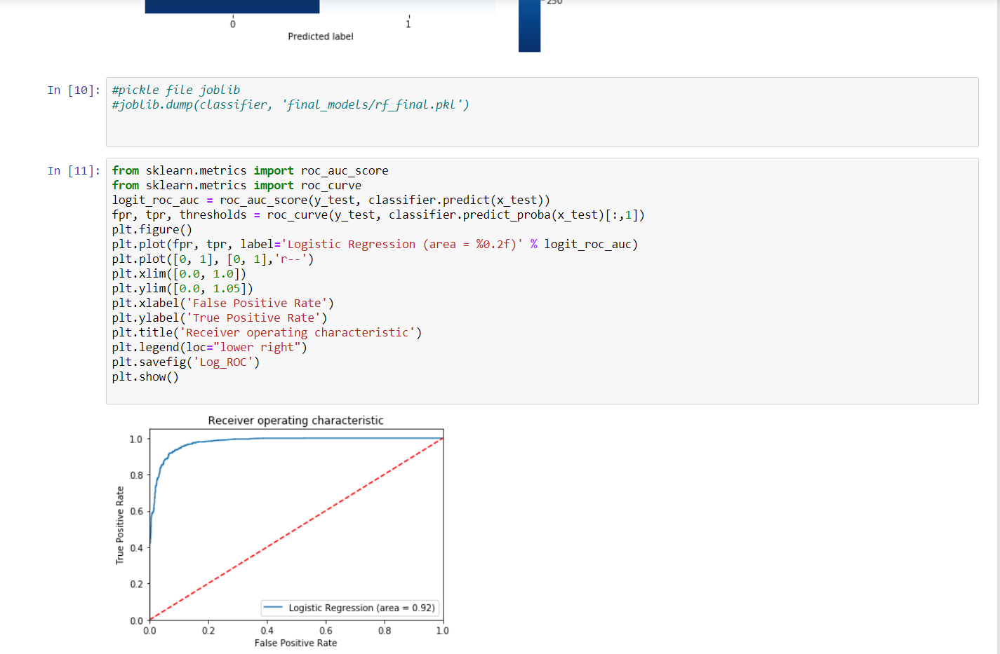 250
0 1
Predicted label
In [10]: #pickle file joblib
#joblib.dump(classifier, 'final_models/rf_final.pkl')
In [11]: from sklearn.metrics import roc_auc_score
from sklearn.metrics import roc_curve
logit_roc_auc = roc_auc_score(y_test, classifier.predict(x_test))
fpr, tpr, thresholds = roc_curve(y_test, classifier.predict_proba(x_test)[:,1])
plt.figure()
plt.plot(fpr, tpr, label='Logistic Regression (area = %0.2f)' % logit_roc_auc)
plt.plot([0, 1], [0, 1],'r--')
plt.xlim([0.0, 1.0])
plt.ylim([0.0, 1.05])
plt.xlabel('False Positive Rate')
plt.ylabel('True Positive Rate')
plt.title('Receiver operating characteristic')
plt.legend(loc="lower right")
plt.savefig('Log_ROC')
plt.show()
Receiver operating characteristic
True Positive Rate
1.0
0.8
0.6
0.4
0.2
0.0
Logistic Regression (area = 0.92)
0.0 0.2 0.4 0.6 0.8 1.0
False Positive Rate